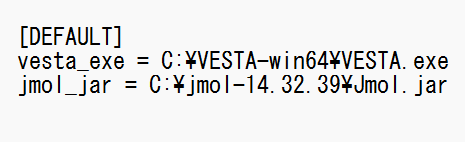 [DEFAULT]
vesta_exe = C:¥VESTA-win64¥VESTA.exe
jmol_jar = C:¥jmol-14.32.39¥Jmol.jar